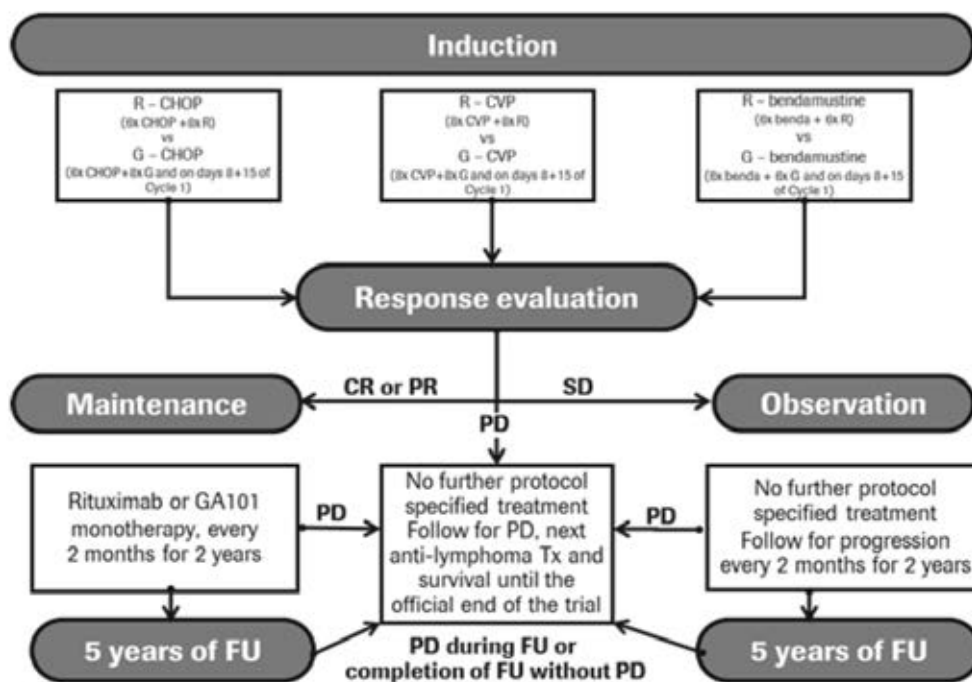 Induction
R – CHOP
(6x CHOP +8x R)
vs
G – CHOP
(6x CHOP+8x G and on days 8+15 of
Cycle 1)
R – CVP
(8x CVP +8x R)
vs
G – CVP
(8x CVP+8x G and on days 8+15 of
Cycle 1)
R – bendamustine
(6x benda + 6x R)
vs
G – bendamustine
(6x benda + 6x G and on days 8+15
of Cycle 1)
Response evaluation
CR or PR
SD
PD
Maintenance
Observation
Rituximab or GA101
monotherapy, every
2 months for 2 years
PD
No further protocol
specified treatment
Follow for PD, next
anti-lymphoma Tx and
survival until the
official end of the trial
PD
No further protocol
specified treatment
Follow for progression
every 2 months for 2 years
5 years of FU
PD during FU or
completion of FU without PD
5 years of FU